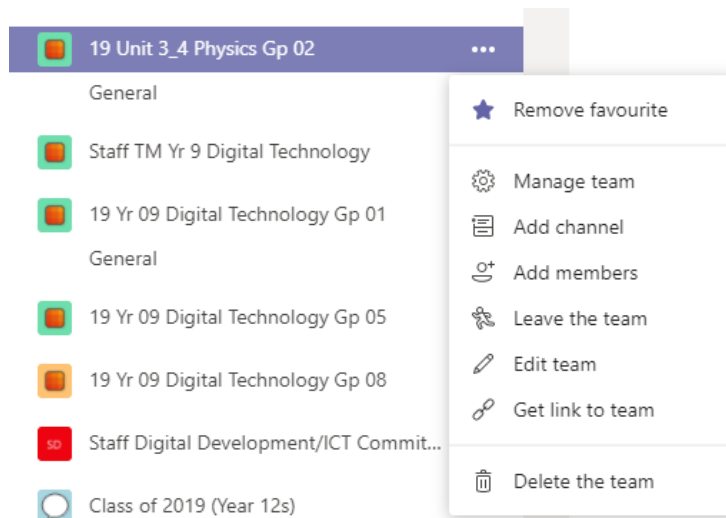 19 Unit 3_4 Physics Gp 02 •••
General
Staff TM Yr 9 Digital Technology
19 Yr 09 Digital Technology Gp 01
General
19 Yr 09 Digital Technology Gp 05
19 Yr 09 Digital Technology Gp 08
SD Staff Digital Development/ICT Commit...
Class of 2019 (Year 12s)
Remove favourite
Manage team
Add channel
Add members
Leave the team
Edit team
Get link to team
Delete the team